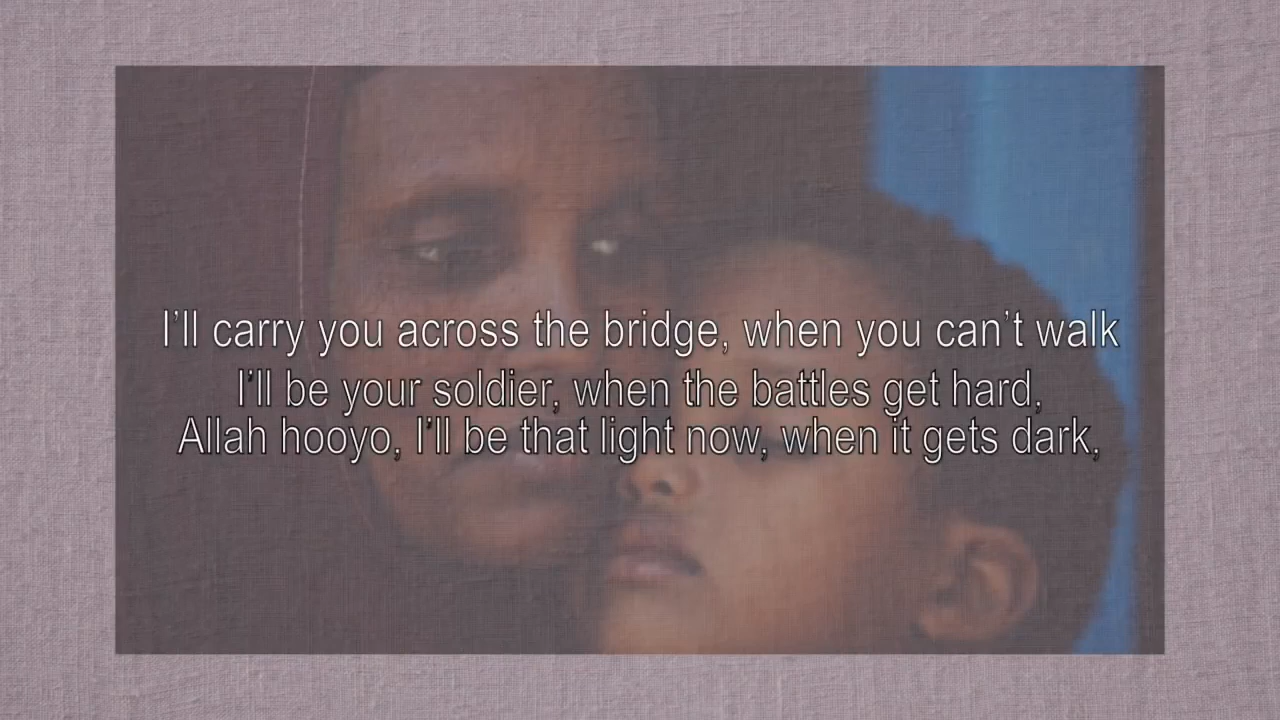 I’ll carry you across the bridge, when you can’t walk
I’ll be your soldier, when the battles get hard,
Allah hooyo, I’ll be that light now, when it gets dark,